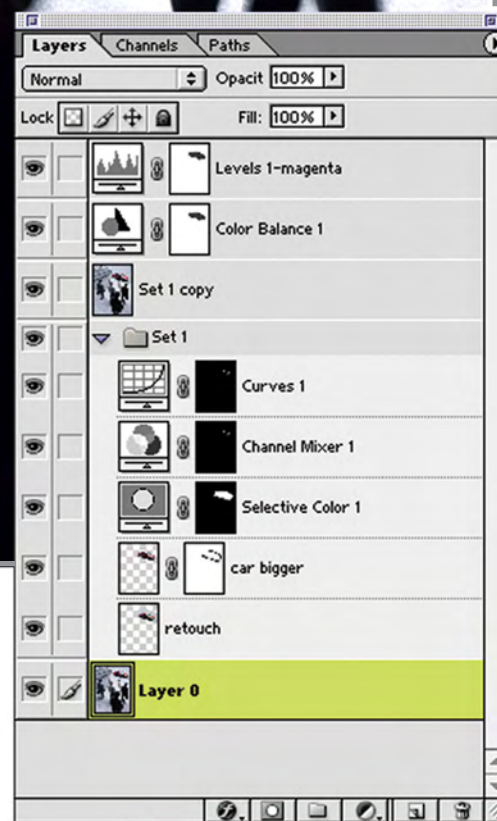 Layers Channels Paths
Normal Opacit 100%
Lock Fill: 100%
Levels 1-magenta
Color Balance 1
Set 1 copy
Set 1
Curves 1
Channel Mixer 1
Selective Color 1
car bigger
retouch
Layer 0